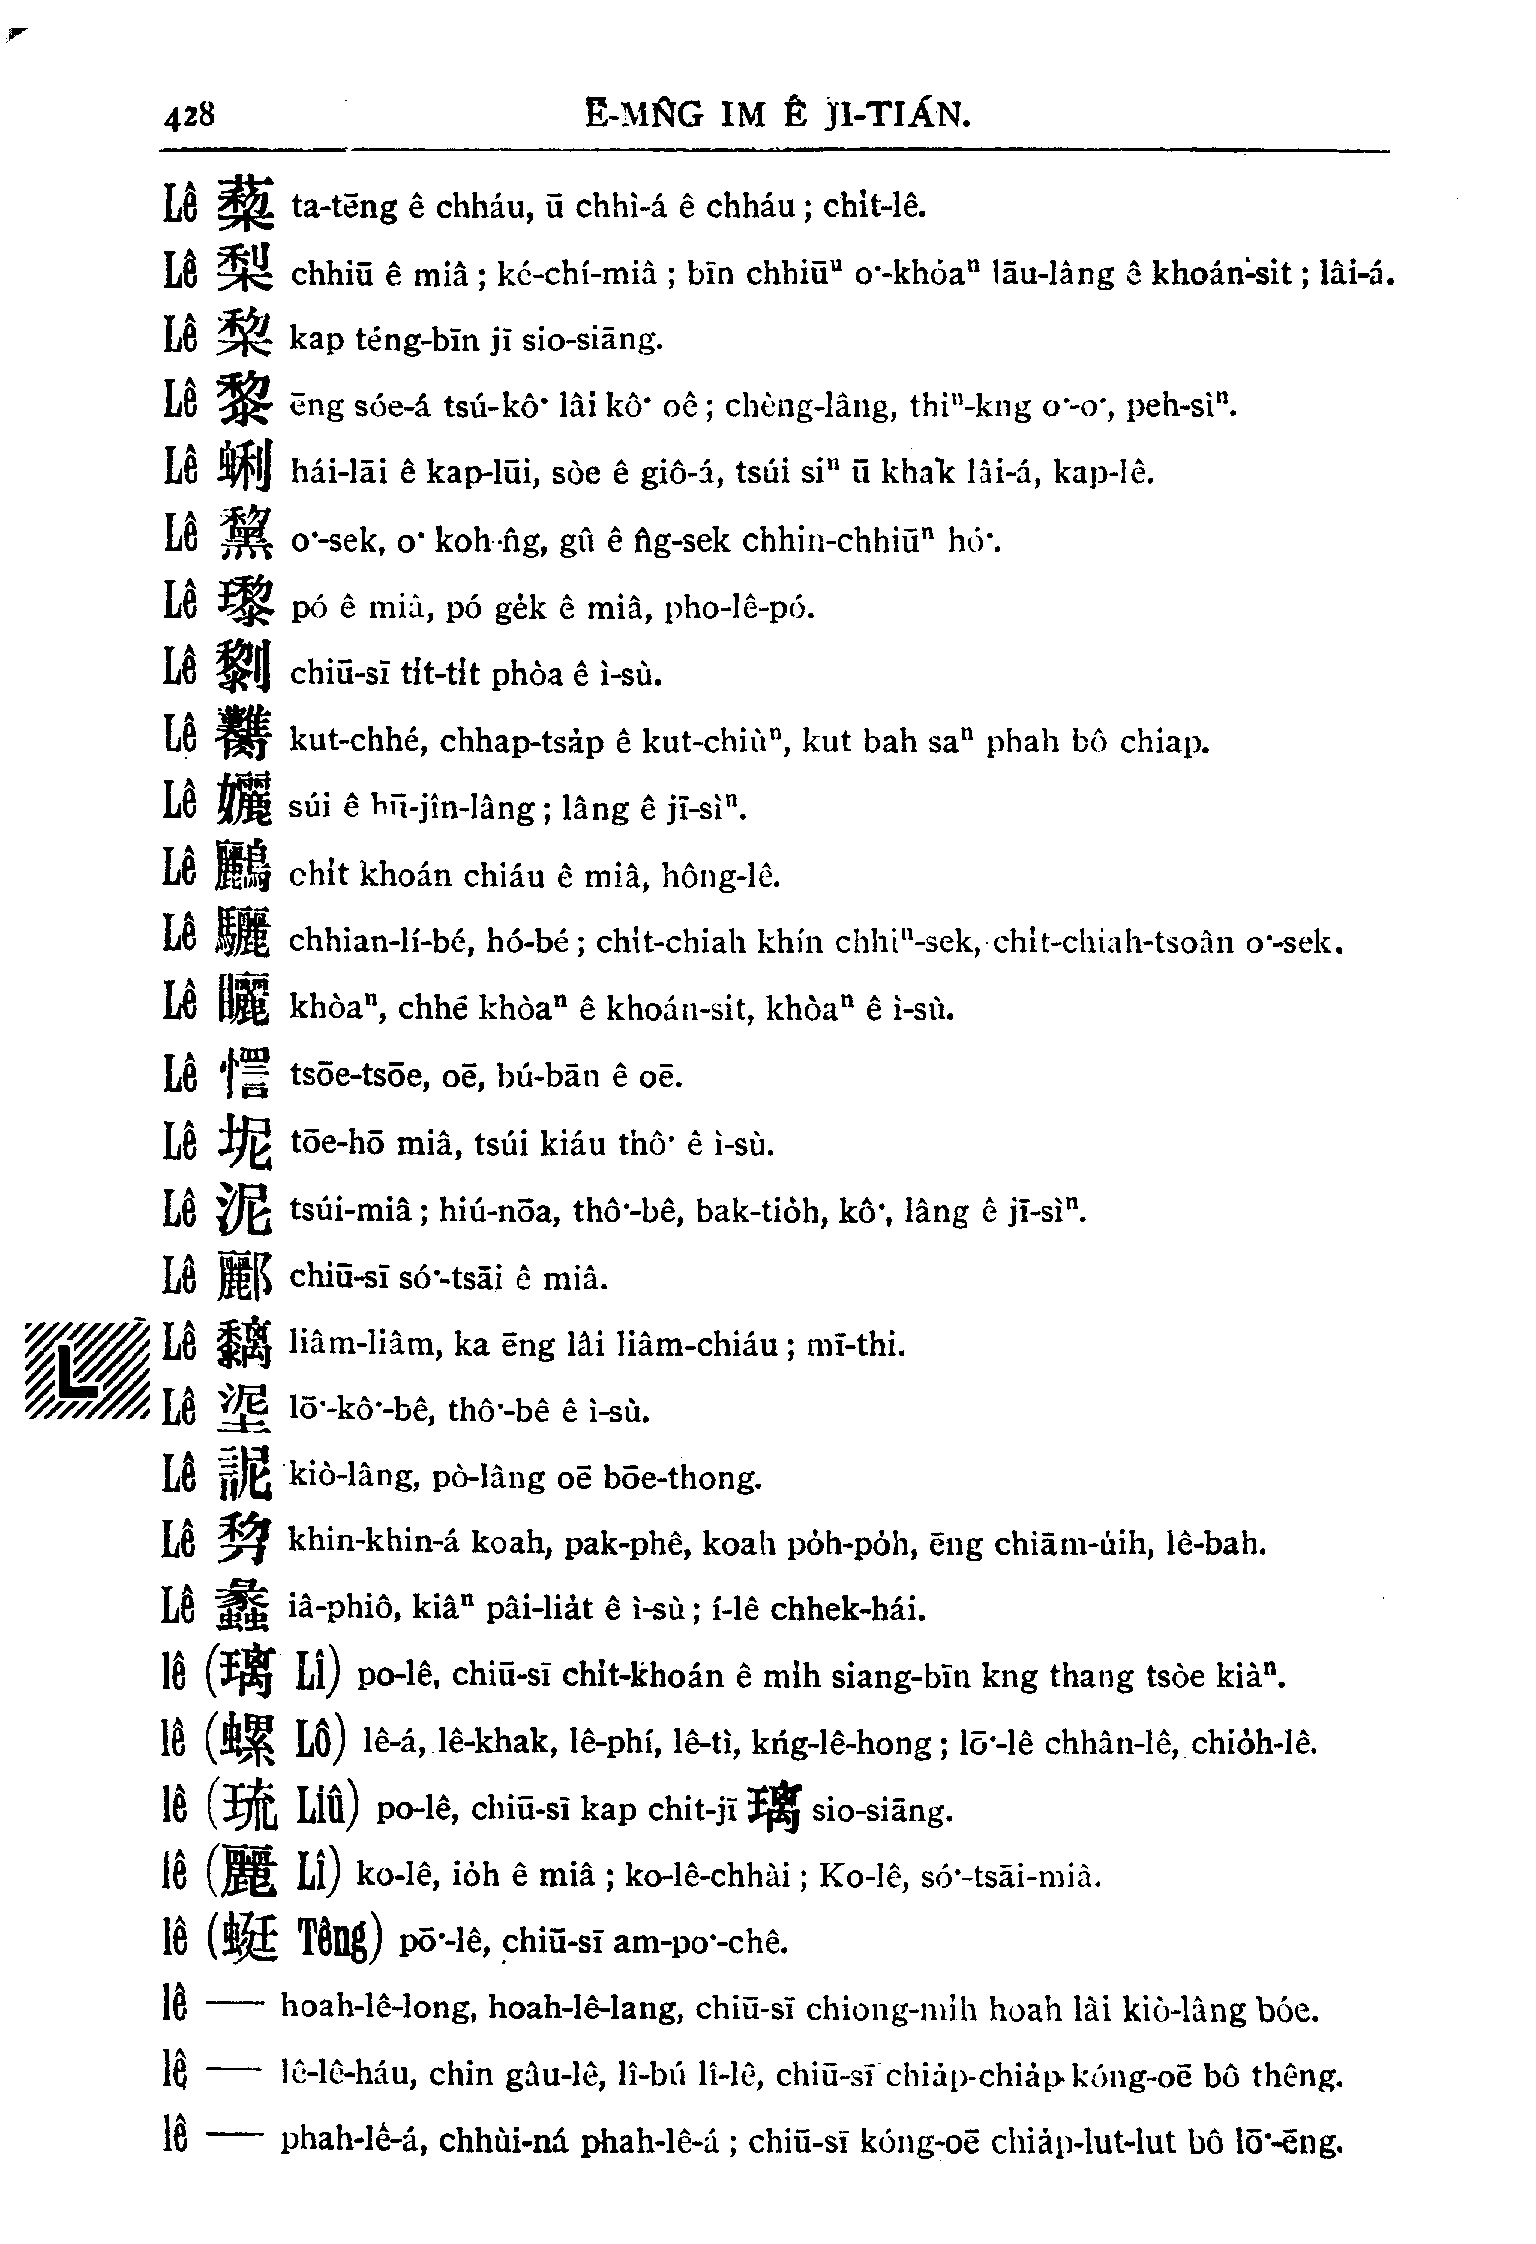 428 Ē-MN̂G IM Ê JĪ-TIÁN.
Lê 藜 ta-tēng ê chháu, ū chhì-á ê chháu; chi̍t-lê.
Lê 梨 chhiū ê miâ; ké-chí-miâ; bīn chhiūⁿ o͘-khòaⁿ lāu-lâng ê khoán-sit; lâi-á.
Lê 棃 kap téng-bīn jī sio-siāng.
Lê 黎 ēng sóe-á tsú-kô͘ lâi kô͘ oê; chèng-lâng, thiⁿ-kng o͘-o͘, peh-sìⁿ.
Lê 蜊 hái-lāi ê kap-lūi, sòe ê giô-á, tsúi siⁿ ū khak lâi-á, kap-lê.
Lê 黧 o͘-sek, o͘ koh n̂g, gû ê n̂g-sek chhin-chhiūⁿ hó͘.
Lê 瓈 pó ê miâ, pó ge̍k ê miâ, pho-lê-pó.
Lê 剺 chiū-sī ti̍t-ti̍t phòa ê ì-sù.
Lê kut-chhé, chhap-tsa̍p ê kut-chiùⁿ, kut bah saⁿ phah bô chiap.
Lê 孋 súi ê hū-jîn-lâng; lâng ê jī-sìⁿ.
Lê 鸝 chi̍t khoán chiáu ê miâ, hông-lê.
Lê 驪 chhian-lí-bé, hó-bé; chi̍t-chiah khín chhiⁿ-sek, chi̍t-chiah-tsoân o͘-sek.
Lê 矖 khòaⁿ, chhē khòaⁿ ê khoán-sit, khòaⁿ ê ì-sù.
Lê tsōe-tsōe, oē, bú-bān ê oē.
Lê 坭 tōe-hō miâ, tsúi kiáu thô͘ ê ì-sù.
Lê 泥 tsúi-miâ; hiú-nōa, thô͘-bê, bak-tio̍h, kô͘, lâng ê jī-sìⁿ.
Lê 酈 chiū-sī só͘-tsāi ê miâ.
L Lê 黐 liâm-liâm, ka ēng lâi liâm-chiáu; mī-thi.
Lê 埿 lō͘-kô͘-bê, thô͘-bê ê ì-sù.
Lê 詆 kiò-lâng, pò-lâng oē bōe-thong.
Lê khin-khin-á koah, pak-phê, koah po̍h-po̍h, ēng chiām-u̍ih, lê-bah.
Lê 蠡 iâ-phiô, kiâⁿ pâi-lia̍t ê ì-sù; í-lê chhek-hái.
lê (璃 Lî) po-lê, chiū-sī chi̍t-khoán ê mi̍h siang-bīn kng thang tsòe kiàⁿ.
lê (螺 Lô) lê-á, lê-khak, lê-phí, lê-tì, kńg-lê-hong; lō͘-lê chhân-lê, chio̍h-lê.
lê (琉 Liû) po-lê, chiū-sī kap chit-jī 璃 sio-siāng.
lê (麗 Lî) ko-lê, io̍h ê miâ; ko-lê-chhài; Ko-lê, só͘-tsāi-miâ.
lê (蜓 Têng) pō͘-lê, chiū-sī am-po͘-chê.
lê — hoah-lê-long, hoah-lê-lang, chiū-sī chiong-mi̍h hoah lâi kiò-lâng bóe.
lê — lê-lê-háu, chin gâu-lê, lî-bú lî-lê, chiū-sī chia̍p-chia̍p kóng-oē bô thêng.
lê — phah-lê-á, chhùi-ná phah-lê-á; chiū-sī kóng-oē chia̍p-lut-lut bô lō͘-ēng.